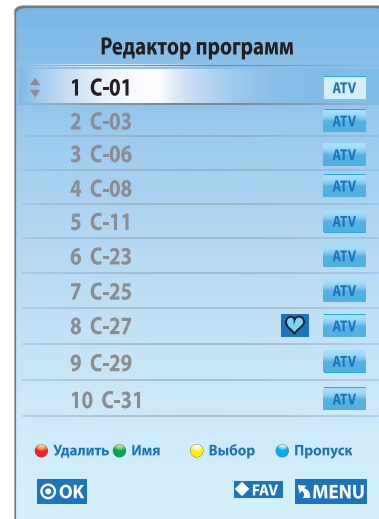 Редактор программ
1 C-01 ATV
2 C-03 ATV
3 C-06 ATV
4 C-08 ATV
5 C-11 ATV
6 C-23 ATV
7 C-25 ATV
8 C-27 ATV
9 C-29 ATV
10 C-31 ATV
Удалить Имя Выбор Пропуск
OK FAV MENU